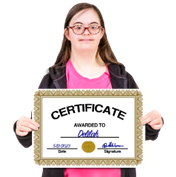 CERTIFICATE
AWARDED TO
Delilah
Date Signature